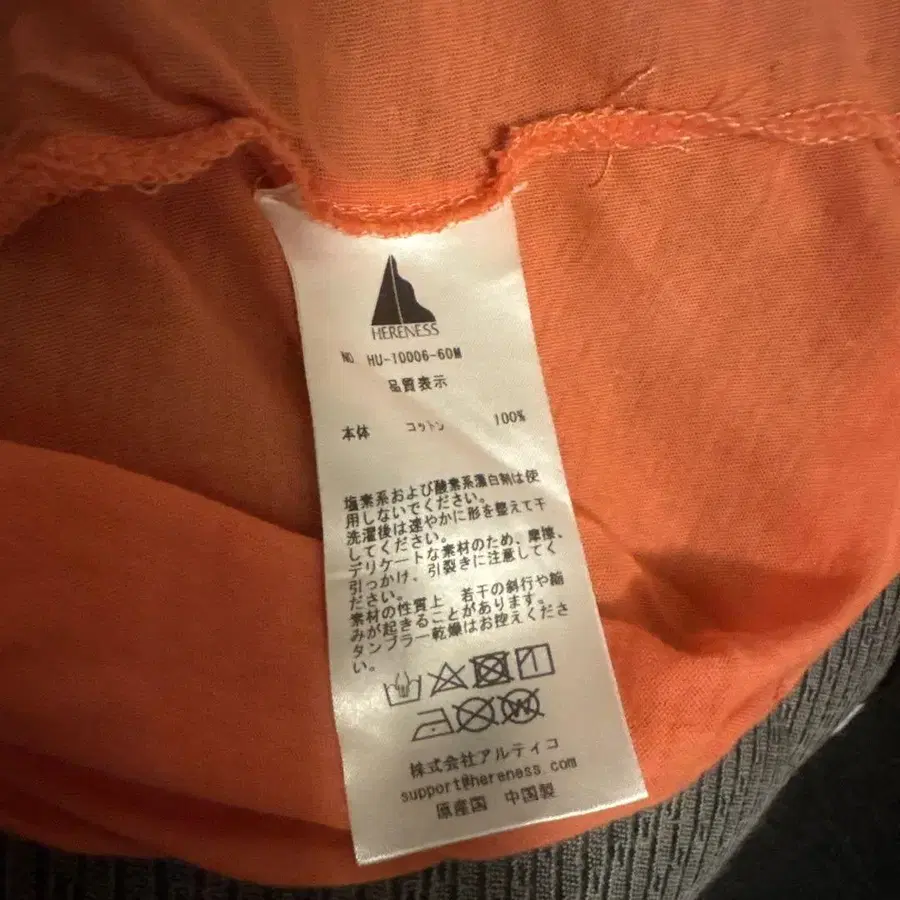 HERENESS
NO. HU-10006-60M
品質表示
本体 コットン 100%
塩素系および酸素系漂白剤は使
用しないでください。
洗濯後は速やかに形を整えて干
してください。
デリケートな素材のため、摩擦、
引っかけ、引裂きに注意してく
ださい。
素材の性質上 若干の斜行や縮
みが起きることがあります。
タンブラー乾燥はお控えくださ
い。
株式会社アルティコ
support@hereness.com
原産国 中国製